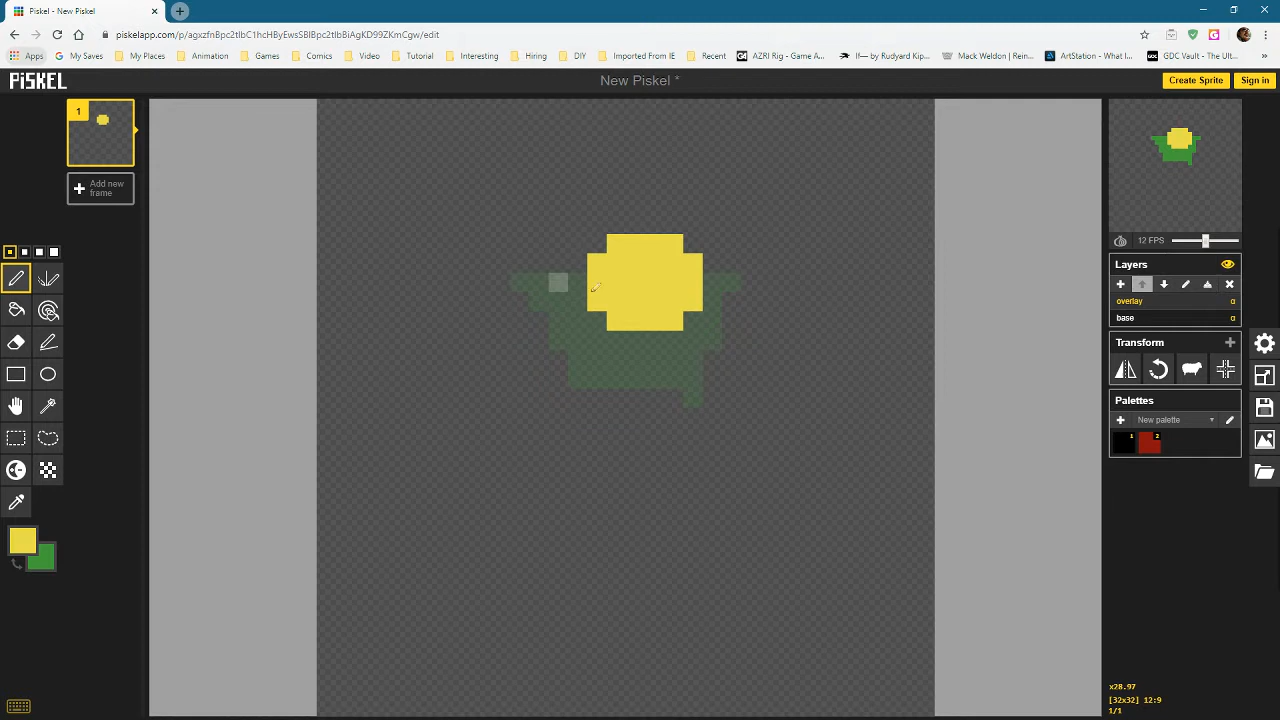 Piskel - New Piskel
piskelapp.com/p/agxzfnBpc2tlbC1hcHByEwsSBlBpc2tlbBiAgKD99ZKmCgw/edit
Apps My Saves My Places Animation Games Comics Video Tutorial Interesting Hiring DIY Imported From IE Recent AZRI Rig - Game A... If— by Rudyard Kip... Mack Weldon | Rein... ArtStation - What I... GDC Vault - The Ult... »
PiSKEL
New Piskel *
Create Sprite
Sign in
1
Add new
frame
12 FPS
Layers
overlay α
base α
Transform
Palettes
New palette
1 2
x28.97
[32x32] 12:9
1/1